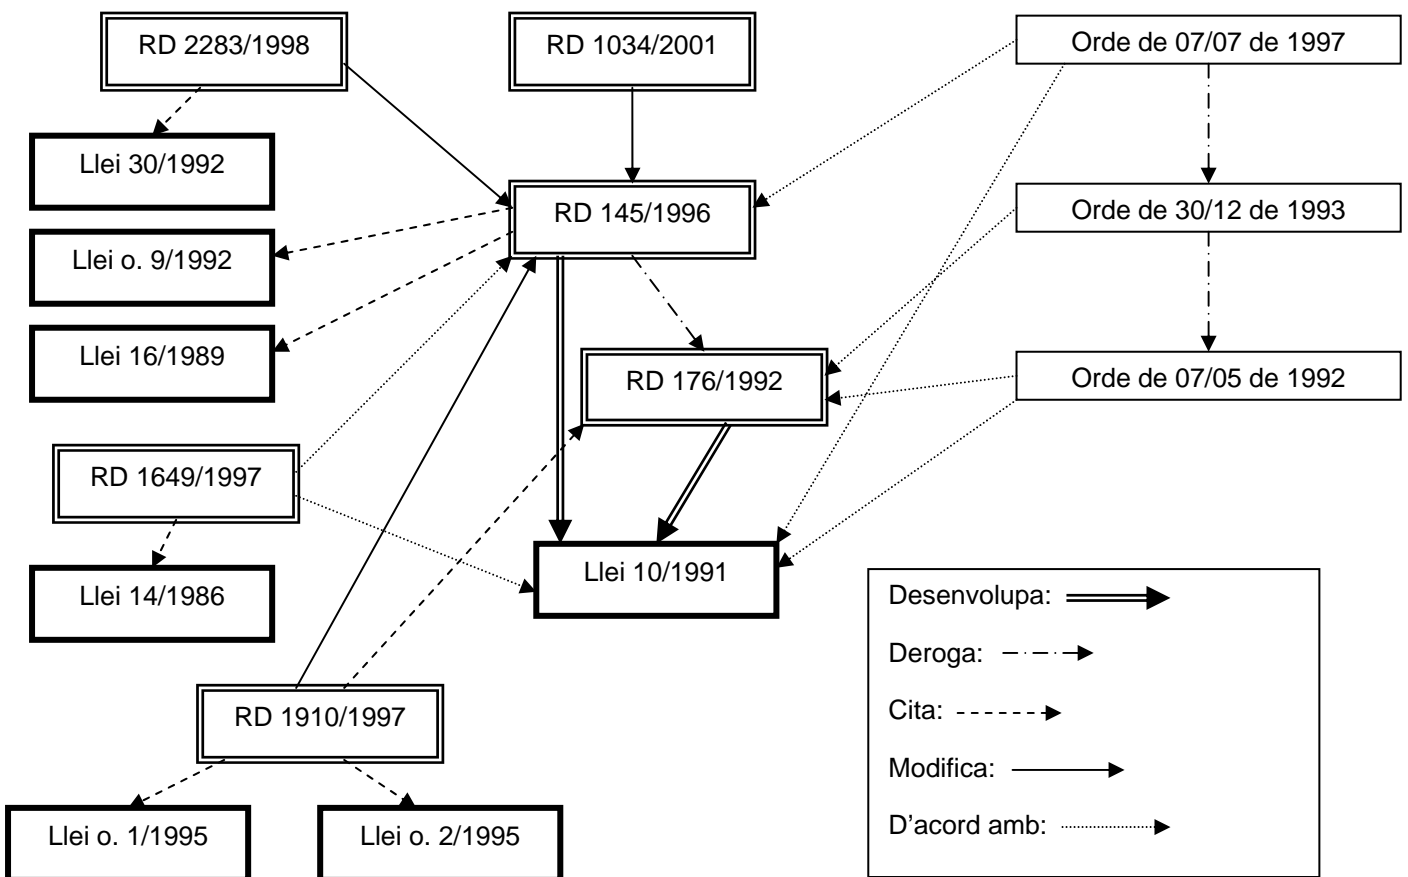 RD 2283/1998
RD 1034/2001
Orde de 07/07 de 1997
Llei 30/1992
RD 145/1996
Orde de 30/12 de 1993
Llei o. 9/1992
Llei 16/1989
RD 176/1992
Orde de 07/05 de 1992
RD 1649/1997
Llei 10/1991
Llei 14/1986
RD 1910/1997
Llei o. 1/1995
Llei o. 2/1995
Desenvolupa:
Deroga:
Cita:
Modifica:
D'acord amb: